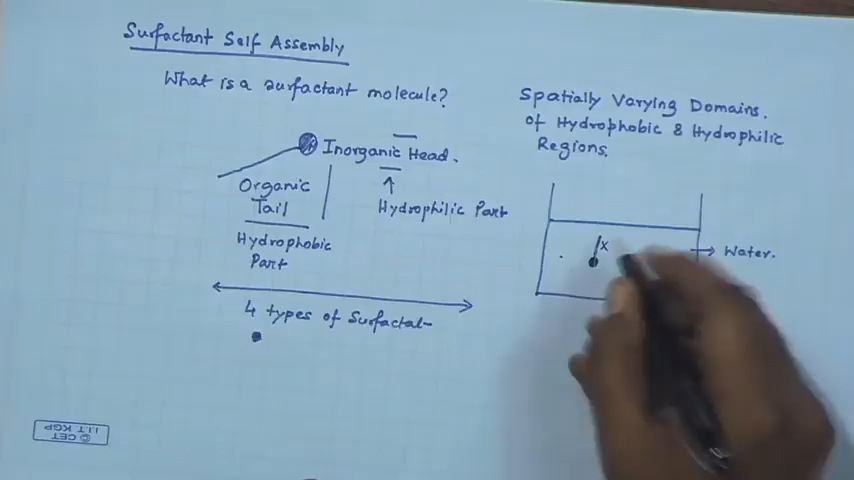 Surfactant Self Assembly
What is a surfactant molecule?
Inorganic Head.
Organic
Tail
Hydrophobic
Part
Hydrophilic Part
4 types of Surfactal-
Spatially Varying Domains.
of Hydrophobic & Hydrophilic
Regions.
x
Water.
© CET
I.I.T. KGP